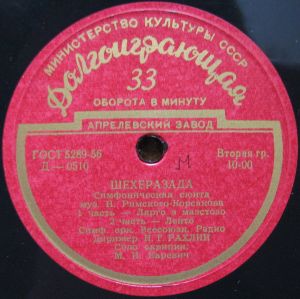 МИНИСТЕРСТВО КУЛЬТУРЫ СССР
Долгоиграющая
33
ОБОРОТА В МИНУТУ
АПРЕЛЕВСКИЙ ЗАВОД
ГОСТ 5289-56
Д — 0510
Вторая гр.
10-00
ШЕХЕРАЗАДА
Симфоническая сюита
муз. Н. Римского-Корсакова
1 часть — Ларго и маэстозо
2 часть — Ленто
Симф. орк. Всесоюзн. Радио
Дирижер Н. Г. РАХЛИН
Соло скрипки:
М. И. Каревич